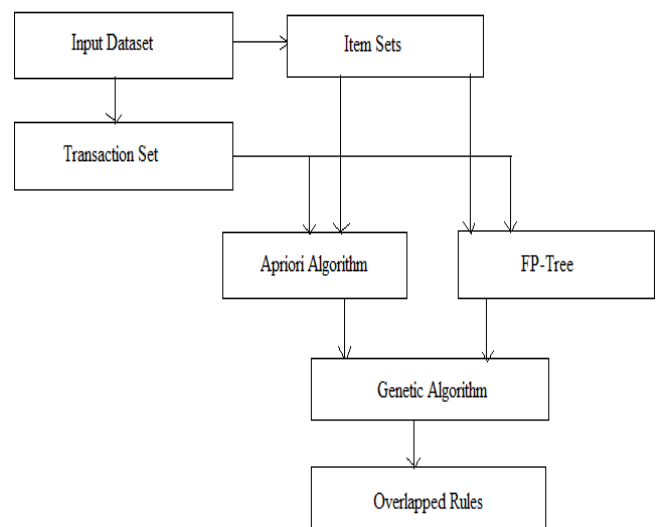 Input Dataset
Item Sets
Transaction Set
Apriori Algorithm
FP-Tree
Genetic Algorithm
Overlapped Rules